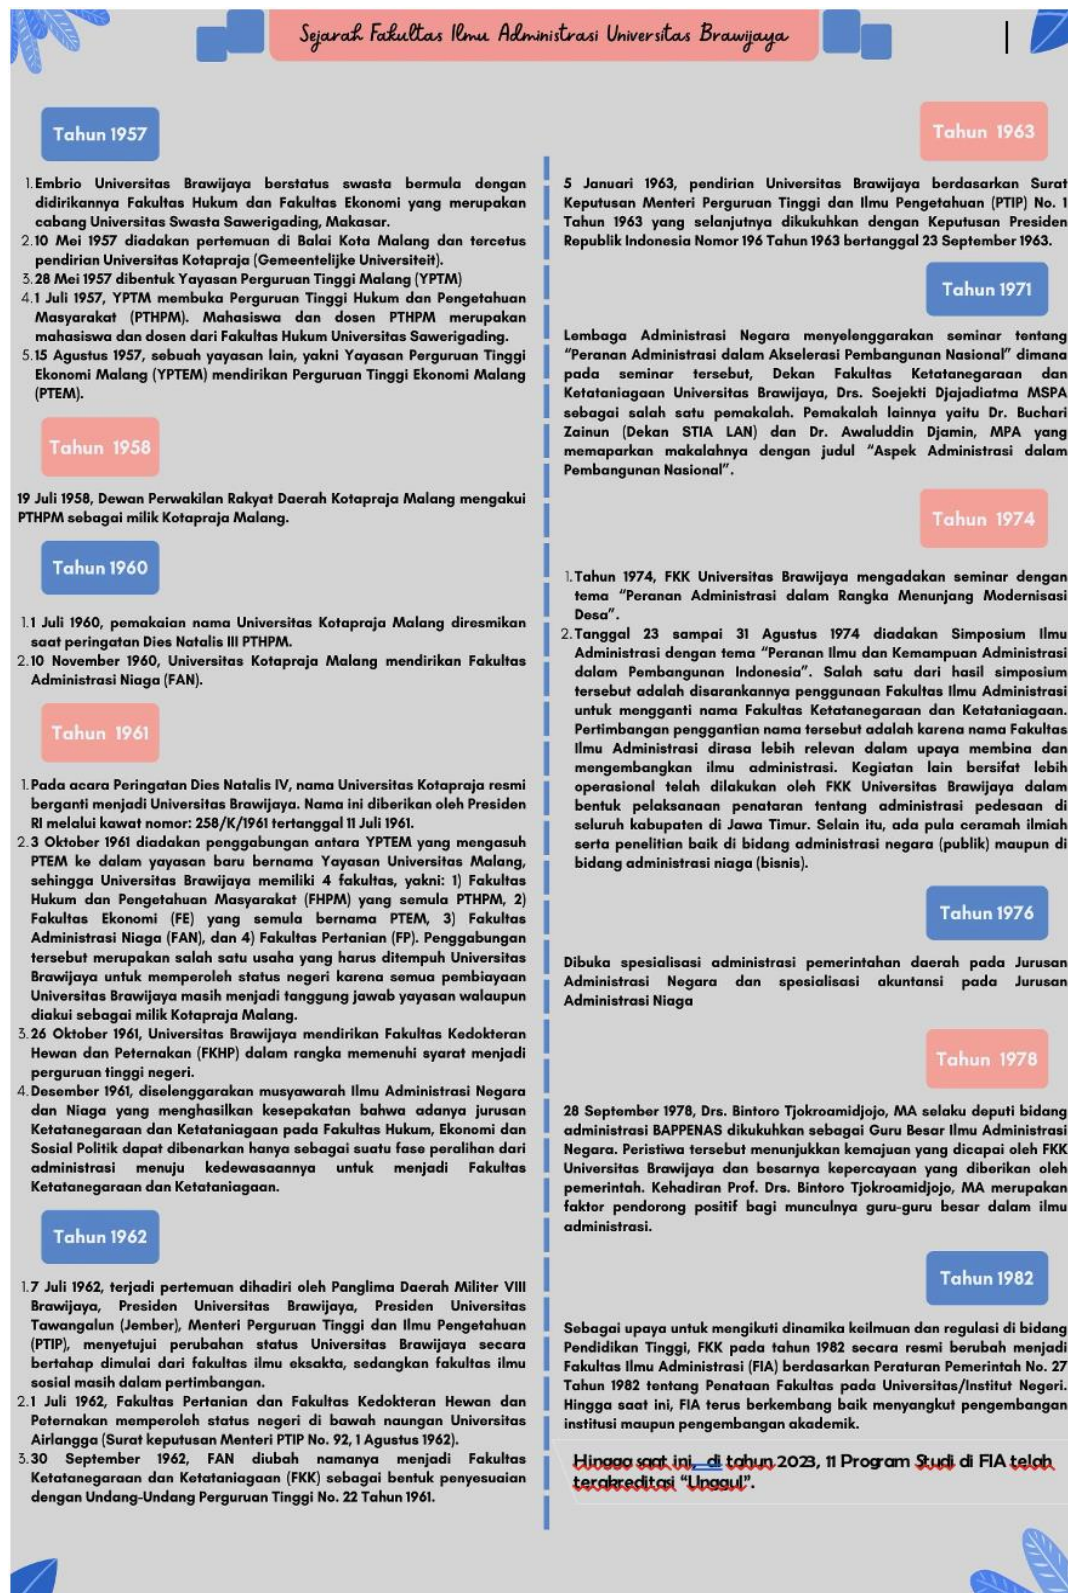 Sejarah Fakultas Ilmu Administrasi Universitas Brawijaya
Tahun 1957
1. Embrio Universitas Brawijaya berstatus swasta bermula dengan
didirikannya Fakultas Hukum dan Fakultas Ekonomi yang merupakan
cabang Universitas Swasta Sawerigading, Makasar.
2. 10 Mei 1957 diadakan pertemuan di Balai Kota Malang dan tercetus
pendirian Universitas Kotapraja (Gemeentelijke Universiteit).
3. 28 Mei 1957 dibentuk Yayasan Perguruan Tinggi Malang (YPTM)
4. 1 Juli 1957, YPTM membuka Perguruan Tinggi Hukum dan Pengetahuan
Masyarakat (PTHPM). Mahasiswa dan dosen PTHPM merupakan
mahasiswa dan dosen dari Fakultas Hukum Universitas Sawerigading.
5. 15 Agustus 1957, sebuah yayasan lain, yakni Yayasan Perguruan Tinggi
Ekonomi Malang (YPTEM) mendirikan Perguruan Tinggi Ekonomi Malang
(PTEM).
Tahun 1958
19 Juli 1958, Dewan Perwakilan Rakyat Daerah Kotapraja Malang mengakui
PTHPM sebagai milik Kotapraja Malang.
Tahun 1960
1. 1 Juli 1960, pemakaian nama Universitas Kotapraja Malang diresmikan
saat peringatan Dies Natalis III PTHPM.
2. 10 November 1960, Universitas Kotapraja Malang mendirikan Fakultas
Administrasi Niaga (FAN).
Tahun 1961
1. Pada acara Peringatan Dies Natalis IV, nama Universitas Kotapraja resmi
berganti menjadi Universitas Brawijaya. Nama ini diberikan oleh Presiden
RI melalui kawat nomor: 258/K/1961 tertanggal 11 Juli 1961.
2. 3 Oktober 1961 diadakan penggabungan antara YPTEM yang mengasuh
PTEM ke dalam yayasan baru bernama Yayasan Universitas Malang,
sehingga Universitas Brawijaya memiliki 4 fakultas, yakni: 1) Fakultas
Hukum dan Pengetahuan Masyarakat (FHPM) yang semula PTHPM, 2)
Fakultas Ekonomi (FE) yang semula bernama PTEM, 3) Fakultas
Administrasi Niaga (FAN), dan 4) Fakultas Pertanian (FP). Penggabungan
tersebut merupakan salah satu usaha yang harus ditempuh Universitas
Brawijaya untuk memperoleh status negeri karena semua pembiayaan
Universitas Brawijaya masih menjadi tanggung jawab yayasan walaupun
diakui sebagai milik Kotapraja Malang.
3. 26 Oktober 1961, Universitas Brawijaya mendirikan Fakultas Kedokteran
Hewan dan Peternakan (FKHP) dalam rangka memenuhi syarat menjadi
perguruan tinggi negeri.
4. Desember 1961, diselenggarakan musyawarah Ilmu Administrasi Negara
dan Niaga yang menghasilkan kesepakatan bahwa adanya jurusan
Ketatanegaraan dan Ketataniagaan pada Fakultas Hukum, Ekonomi dan
Sosial Politik dapat dibenarkan hanya sebagai suatu fase peralihan dari
administrasi menuju kedewasaannya untuk menjadi Fakultas
Ketatanegaraan dan Ketataniagaan.
Tahun 1962
1. 7 Juli 1962, terjadi pertemuan dihadiri oleh Panglima Daerah Militer VIII
Brawijaya, Presiden Universitas Brawijaya, Presiden Universitas
Tawangalun (Jember), Menteri Perguruan Tinggi dan Ilmu Pengetahuan
(PTIP), menyetujui perubahan status Universitas Brawijaya secara
bertahap dimulai dari fakultas ilmu eksakta, sedangkan fakultas ilmu
sosial masih dalam pertimbangan.
2. 1 Juli 1962, Fakultas Pertanian dan Fakultas Kedokteran Hewan dan
Peternakan memperoleh status negeri di bawah naungan Universitas
Airlangga (Surat keputusan Menteri PTIP No. 92, 1 Agustus 1962).
3. 30 September 1962, FAN diubah namanya menjadi Fakultas
Ketatanegaraan dan Ketataniagaan (FKK) sebagai bentuk penyesuaian
dengan Undang-Undang Perguruan Tinggi No. 22 Tahun 1961.
Tahun 1963
5 Januari 1963, pendirian Universitas Brawijaya berdasarkan Surat
Keputusan Menteri Perguruan Tinggi dan Ilmu Pengetahuan (PTIP) No. 1
Tahun 1963 yang selanjutnya dikukuhkan dengan Keputusan Presiden
Republik Indonesia Nomor 196 Tahun 1963 bertanggal 23 September 1963.
Tahun 1971
Lembaga Administrasi Negara menyelenggarakan seminar tentang
“Peranan Administrasi dalam Akselerasi Pembangunan Nasional” dimana
pada seminar tersebut, Dekan Fakultas Ketatanegaraan dan
Ketataniagaan Universitas Brawijaya, Drs. Soejekti Djajadiatma MSPA
sebagai salah satu pemakalah. Pemakalah lainnya yaitu Dr. Buchari
Zainun (Dekan STIA LAN) dan Dr. Awaluddin Djamin, MPA yang
memaparkan makalahnya dengan judul “Aspek Administrasi dalam
Pembangunan Nasional”.
Tahun 1974
1. Tahun 1974, FKK Universitas Brawijaya mengadakan seminar dengan
tema “Peranan Administrasi dalam Rangka Menunjang Modernisasi
Desa”.
2. Tanggal 23 sampai 31 Agustus 1974 diadakan Simposium Ilmu
Administrasi dengan tema “Peranan Ilmu dan Kemampuan Administrasi
dalam Pembangunan Indonesia”. Salah satu dari hasil simposium
tersebut adalah disarankannya penggunaan Fakultas Ilmu Administrasi
untuk mengganti nama Fakultas Ketatanegaraan dan Ketataniagaan.
Pertimbangan penggantian nama tersebut adalah karena nama Fakultas
Ilmu Administrasi dirasa lebih relevan dalam upaya membina dan
mengembangkan ilmu administrasi. Kegiatan lain bersifat lebih
operasional telah dilakukan oleh FKK Universitas Brawijaya dalam
bentuk pelaksanaan penataran tentang administrasi pedesaan di
seluruh kabupaten di Jawa Timur. Selain itu, ada pula ceramah ilmiah
serta penelitian baik di bidang administrasi negara (publik) maupun di
bidang administrasi niaga (bisnis).
Tahun 1976
Dibuka spesialisasi administrasi pemerintahan daerah pada Jurusan
Administrasi Negara dan spesialisasi akuntansi pada Jurusan
Administrasi Niaga
Tahun 1978
28 September 1978, Drs. Bintoro Tjokroamidjojo, MA selaku deputi bidang
administrasi BAPPENAS dikukuhkan sebagai Guru Besar Ilmu Administrasi
Negara. Peristiwa tersebut menunjukkan kemajuan yang dicapai oleh FKK
Universitas Brawijaya dan besarnya kepercayaan yang diberikan oleh
pemerintah. Kehadiran Prof. Drs. Bintoro Tjokroamidjojo, MA merupakan
faktor pendorong positif bagi munculnya guru-guru besar dalam ilmu
administrasi.
Tahun 1982
Sebagai upaya untuk mengikuti dinamika keilmuan dan regulasi di bidang
Pendidikan Tinggi, FKK pada tahun 1982 secara resmi berubah menjadi
Fakultas Ilmu Administrasi (FIA) berdasarkan Peraturan Pemerintah No. 27
Tahun 1982 tentang Penataan Fakultas pada Universitas/Institut Negeri.
Hingga saat ini, FIA terus berkembang baik menyangkut pengembangan
institusi maupun pengembangan akademik.
Hingga saat ini, di tahun 2023, 11 Program Studi di FIA telah
terakreditasi “Unggul”.